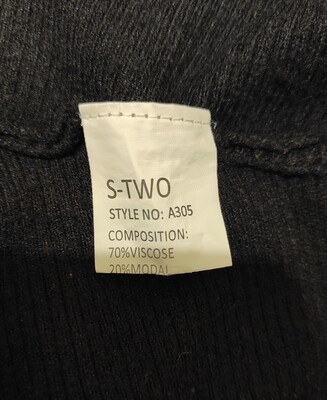 S-TWO
STYLE NO: A305
COMPOSITION:
70%VISCOSE
20%MODAL